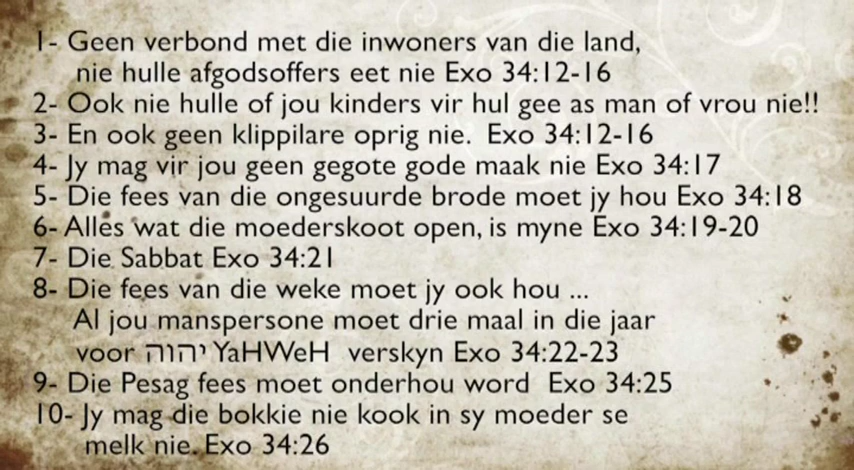 1- Geen verbond met die inwoners van die land,
nie hulle afgodsoffers eet nie Exo 34:12-16
2- Ook nie hulle of jou kinders vir hul gee as man of vrou nie!!
3- En ook geen klippilare oprig nie. Exo 34:12-16
4- Jy mag vir jou geen gegote gode maak nie Exo 34:17
5- Die fees van die ongesuurde brode moet jy hou Exo 34:18
6- Alles wat die moederskoot open, is myne Exo 34:19-20
7- Die Sabbat Exo 34:21
8- Die fees van die weke moet jy ook hou ...
Al jou manspersone moet drie maal in die jaar
voor יהוה YaHWeH verskyn Exo 34:22-23
9- Die Pesag fees moet onderhou word Exo 34:25
10- Jy mag die bokkie nie kook in sy moeder se
melk nie. Exo 34:26